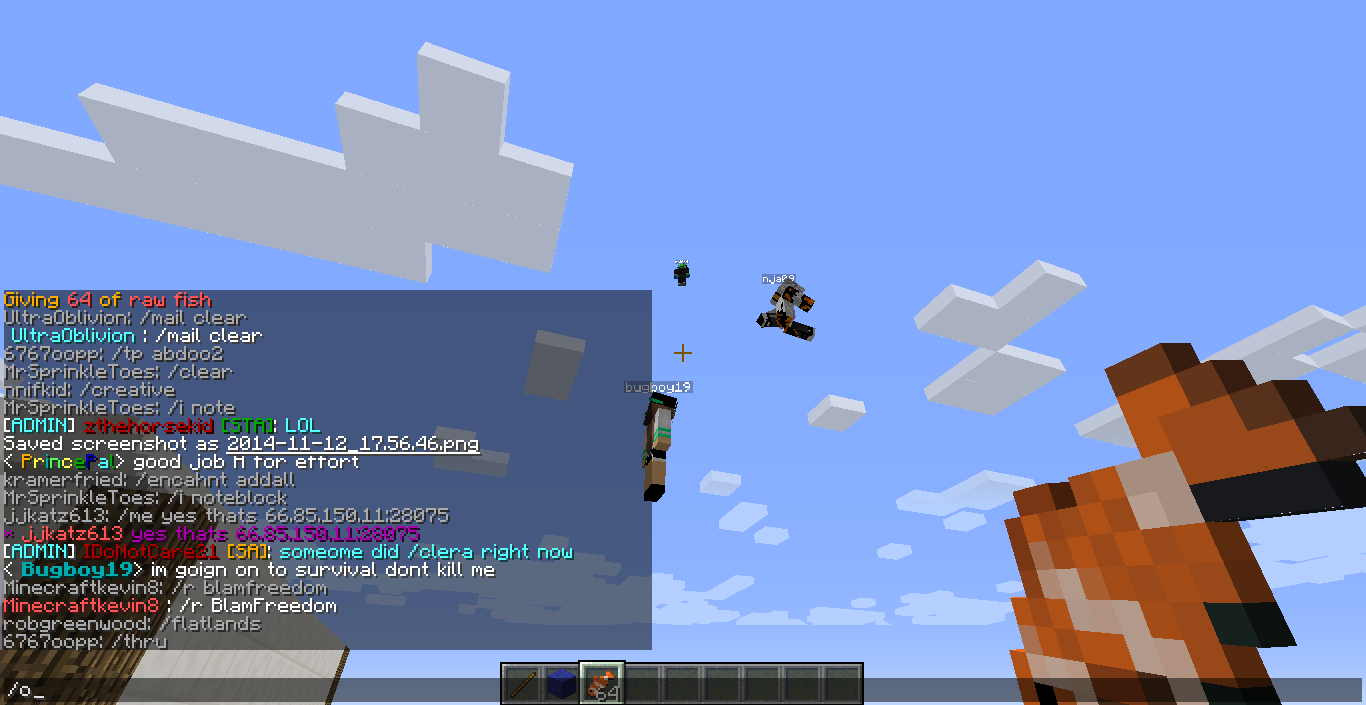 Giving 64 of raw fish
UltraOblivion: /mail clear
UltraOblivion : /mail clear
6767oopp: /tp abdoo2
MrSprinkleToes: /clear
nnifkid: /creative
MrSprinkleToes: /i note
[ADMIN] zthehorsekid [STA]: LOL
Saved screenshot as 2014-11-12_17.56.46.png
< PrincePal> good job M for effort
kramerfried: /encahnt addall
MrSprinkleToes: /i noteblock
jjkatz613: /me yes thats 66.85.150.11:28075
* jjkatz613 yes thats 66.85.150.11:28075
[ADMIN] IDoNotCare21 [SA]: someome did /clera right now
< Bugboy19> im goign on to survival dont kill me
Minecraftkevin8: /r blamfreedom
Minecraftkevin8 : /r BlamFreedom
robgreenwood: /flatlands
6767oopp: /thru
/o_
bugboy19
64